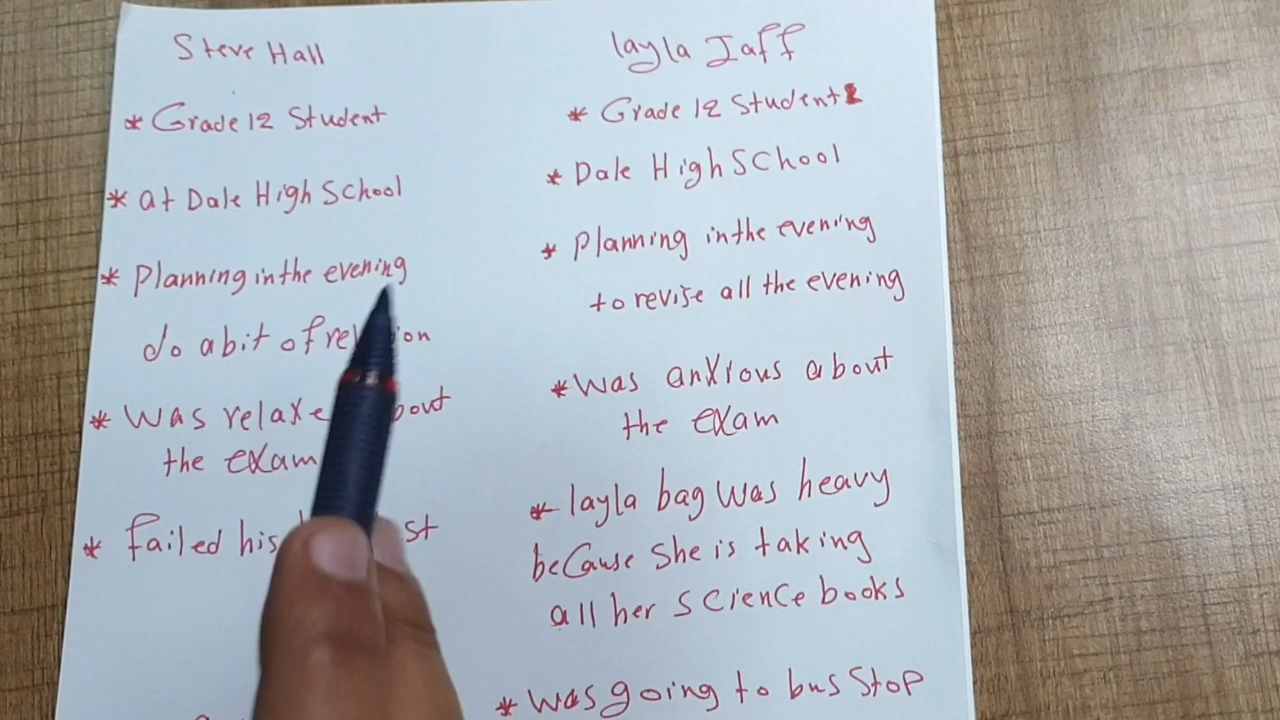 Steve Hall
* Grade 12 Student
* at Dale High School
* Planning in the evening
do a bit of
* was about
the exam
* failed his
layla Jaff
* Grade 12 Student
* Dale High School
* Planning in the evening
to revise all the evening
* was anxious about
the exam
* layla bag was heavy
because she is taking
all her science books
* was going to bus stop